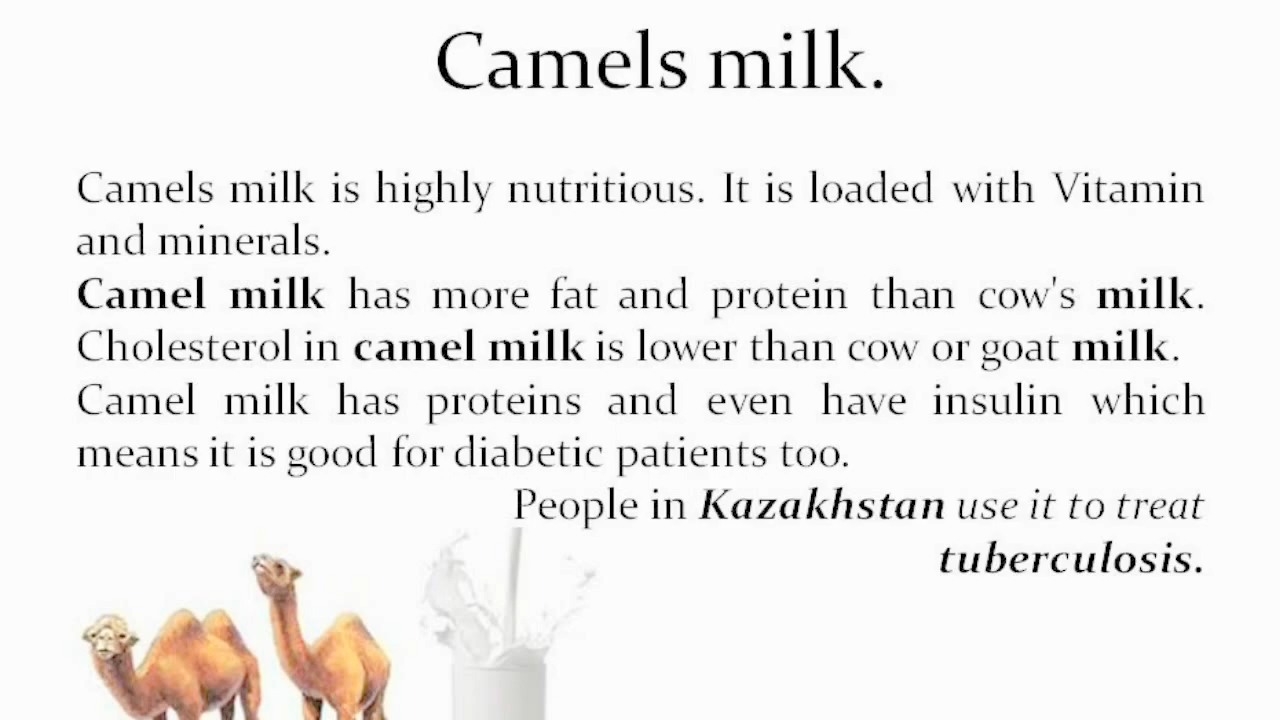 Camels milk.
Camels milk is highly nutritious. It is loaded with Vitamin
and minerals.
Camel milk has more fat and protein than cow's milk.
Cholesterol in camel milk is lower than cow or goat milk.
Camel milk has proteins and even have insulin which
means it is good for diabetic patients too.
People in Kazakhstan use it to treat
tuberculosis.